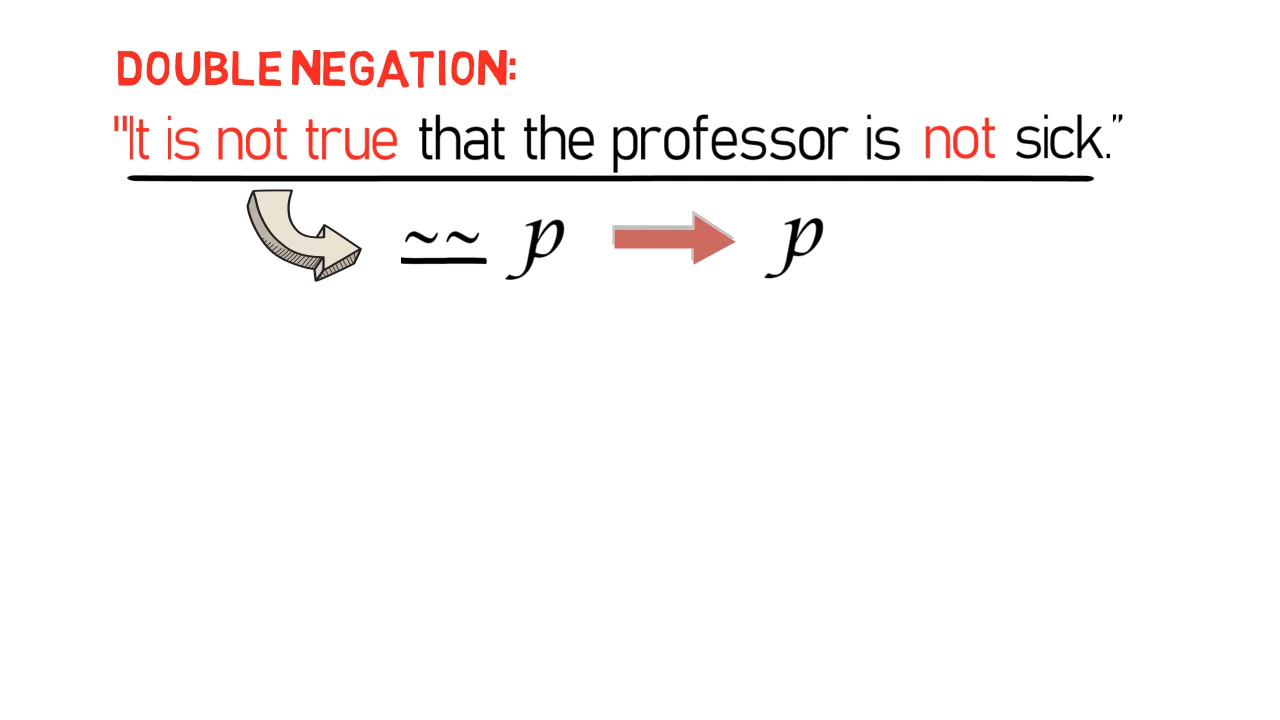 DOUBLE NEGATION:
"It is not true that the professor is not sick."
~~ p p